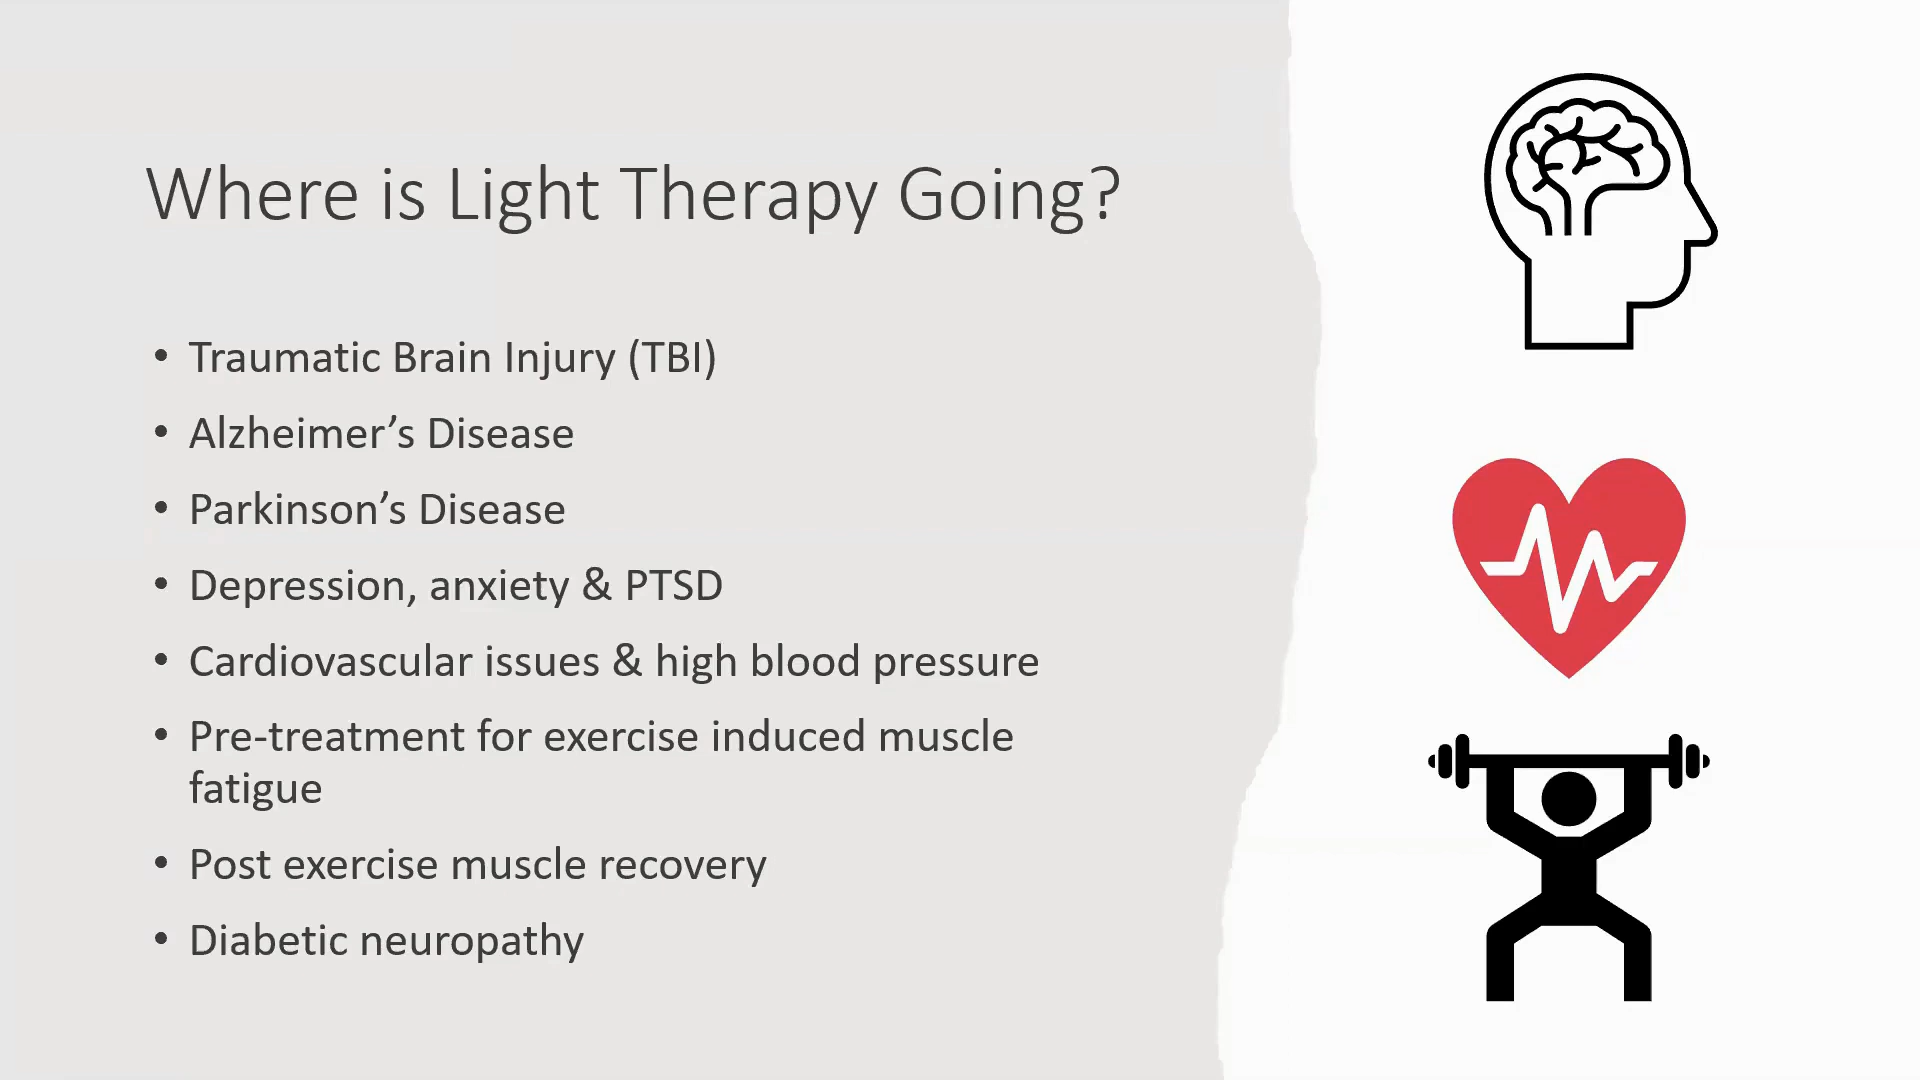 Where is Light Therapy Going?
• Traumatic Brain Injury (TBI)
• Alzheimer’s Disease
• Parkinson’s Disease
• Depression, anxiety & PTSD
• Cardiovascular issues & high blood pressure
• Pre-treatment for exercise induced muscle
fatigue
• Post exercise muscle recovery
• Diabetic neuropathy